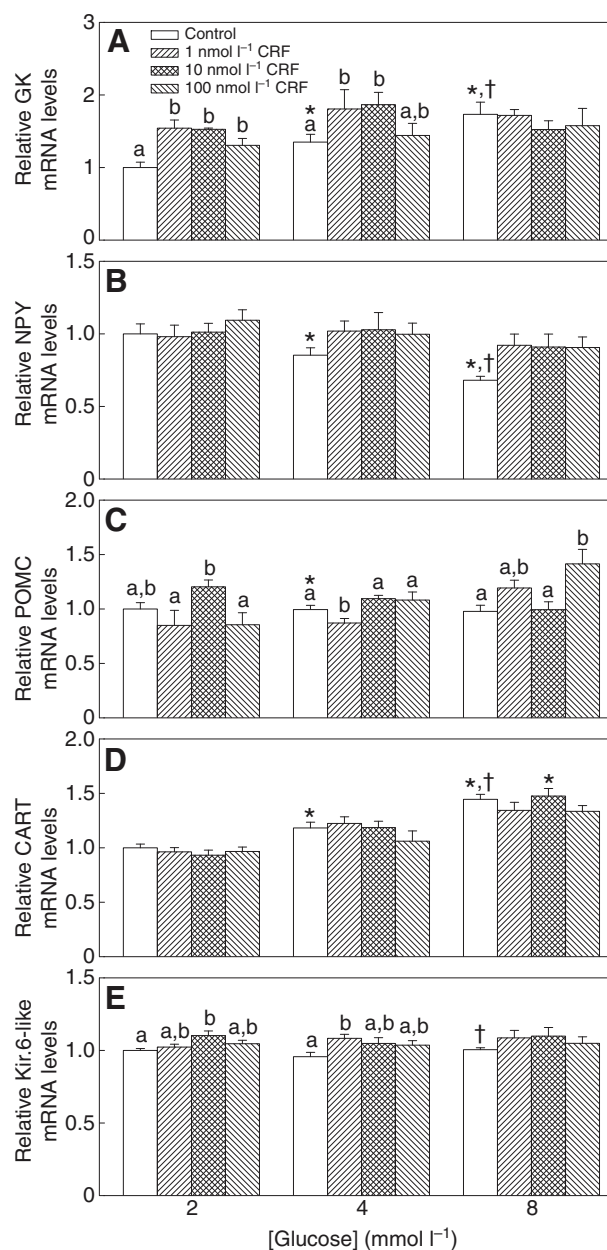 A
Control
1 nmol l⁻¹ CRF
10 nmol l⁻¹ CRF
100 nmol l⁻¹ CRF
Relative GK
mRNA levels
3
2
1
0
a
b
b
b
*
a
b
b
a,b
*,†
B
Relative NPY
mRNA levels
1.5
1.0
0.5
0
*
*,†
C
Relative POMC
mRNA levels
2.0
1.5
1.0
0.5
0
a,b
a
b
a
*
a
b
a
a
a
a,b
a
b
D
Relative CART
mRNA levels
2.0
1.5
1.0
0.5
0
*
*,†
*
E
Relative Kir.6-like
mRNA levels
1.5
1.0
0.5
0
a
a,b
b
a,b
a
b
a,b
a,b
†
2
4
8
[Glucose] (mmol l⁻¹)